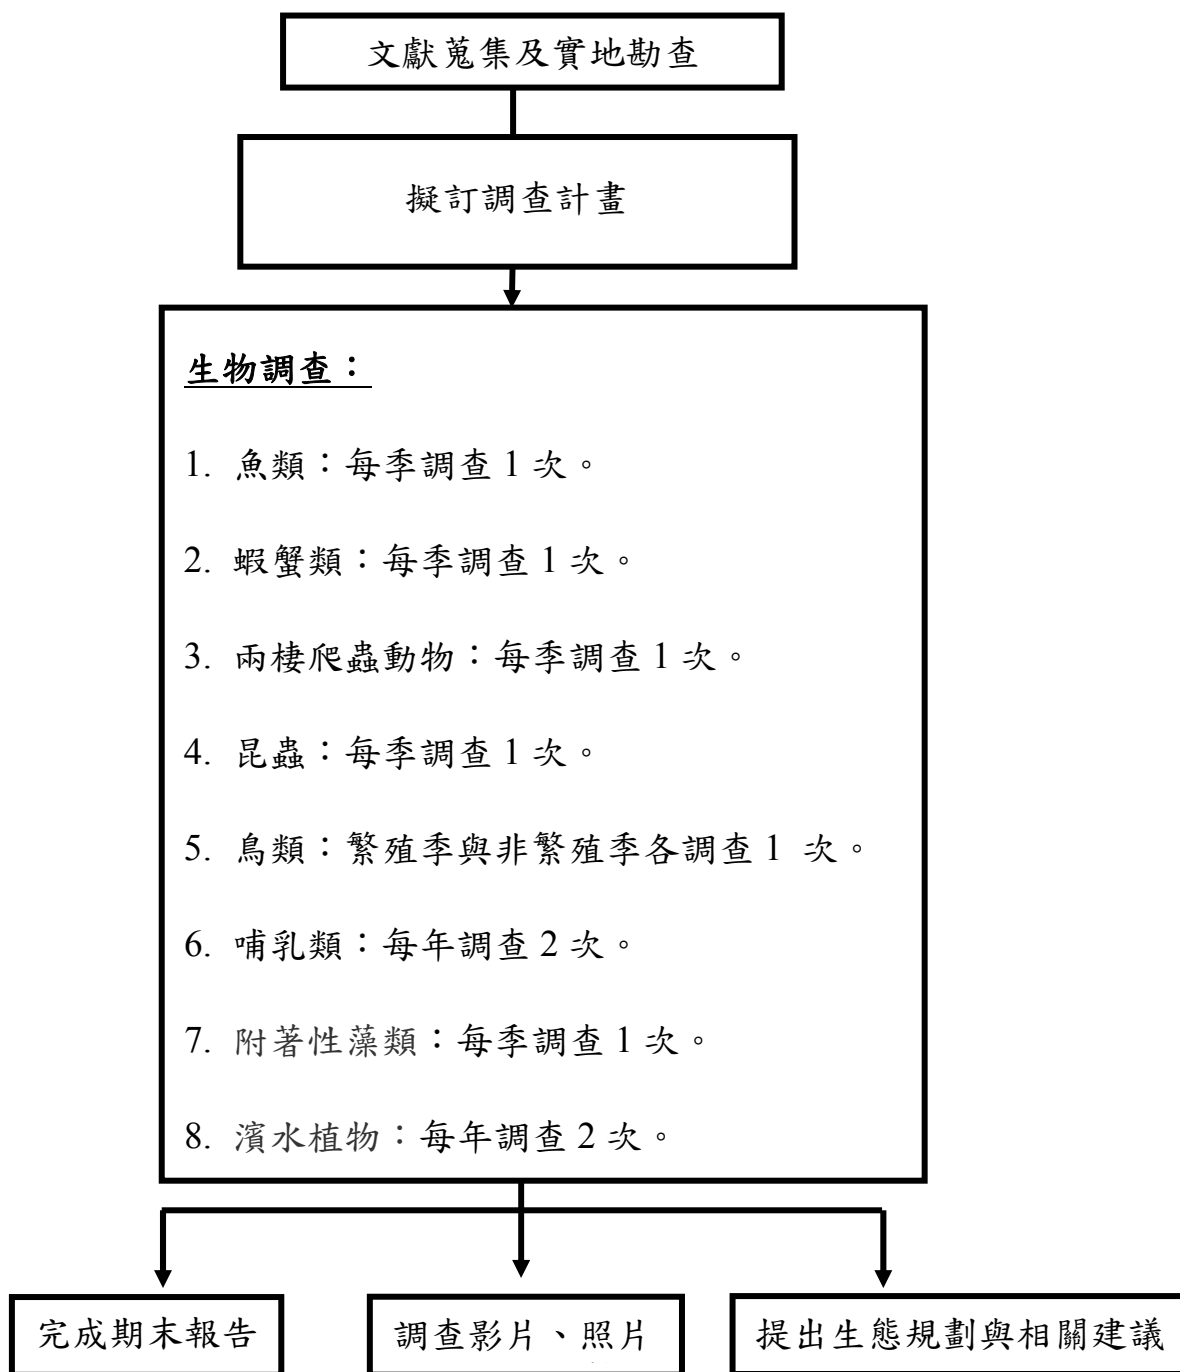 文獻蒐集及實地勘查
擬訂調查計畫
生物調查：
1. 魚類：每季調查 1 次。
2. 蝦蟹類：每季調查 1 次。
3. 兩棲爬蟲動物：每季調查 1 次。
4. 昆蟲：每季調查 1 次。
5. 鳥類：繁殖季與非繁殖季各調查 1 次。
6. 哺乳類：每年調查 2 次。
7. 附著性藻類：每季調查 1 次。
8. 濱水植物：每年調查 2 次。
完成期末報告
調查影片、照片
提出生態規劃與相關建議